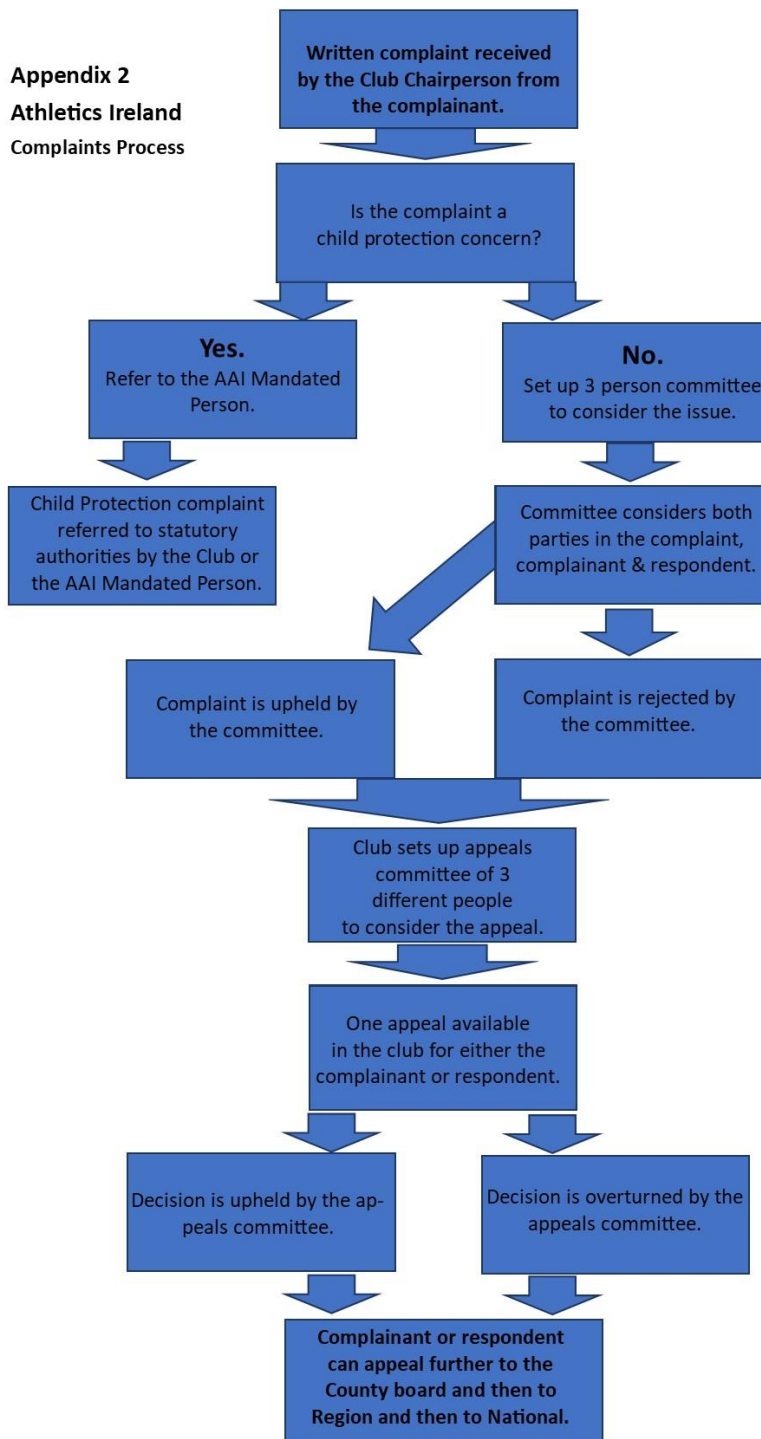 Appendix 2
Athletics Ireland
Complaints Process
Written complaint received
by the Club Chairperson from
the complainant.
Is the complaint a
child protection concern?
Yes.
Refer to the AAI Mandated
Person.
No.
Set up 3 person committee
to consider the issue.
Child Protection complaint
referred to statutory
authorities by the Club or
the AAI Mandated Person.
Committee considers both
parties in the complaint,
complainant & respondent.
Complaint is upheld by
the committee.
Complaint is rejected by
the committee.
Club sets up appeals
committee of 3
different people
to consider the appeal.
One appeal available
in the club for either the
complainant or respondent.
Decision is upheld by the ap-
peals committee.
Decision is overturned by the
appeals committee.
Complainant or respondent
can appeal further to the
County board and then to
Region and then to National.